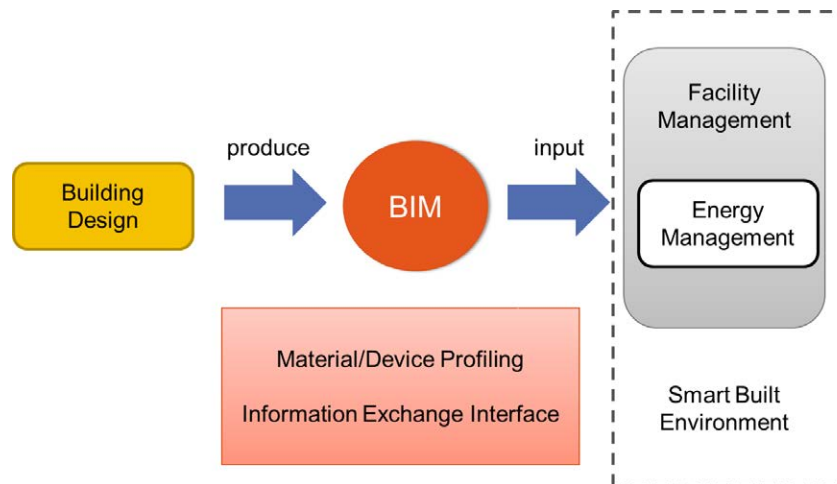 Building
Design
produce
BIM
input
Facility
Management
Energy
Management
Material/Device Profiling
Information Exchange Interface
Smart Built
Environment